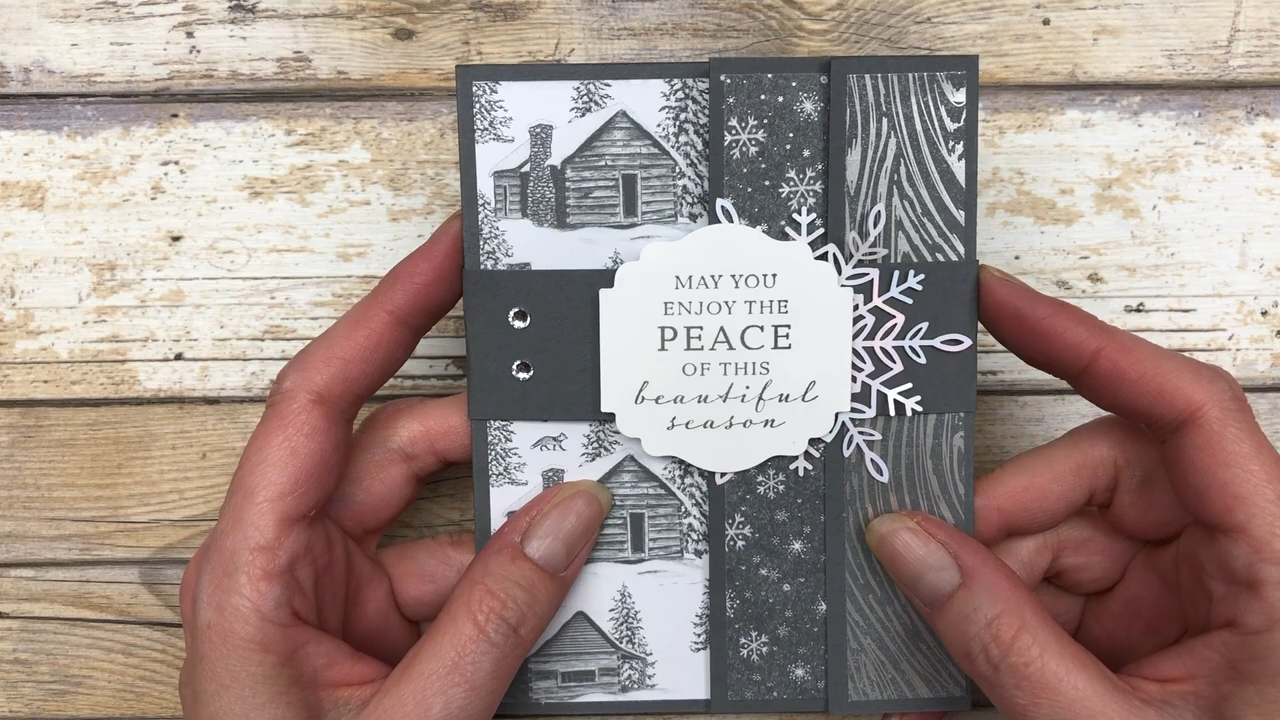 MAY YOU
ENJOY THE
PEACE
OF THIS
beautiful
season